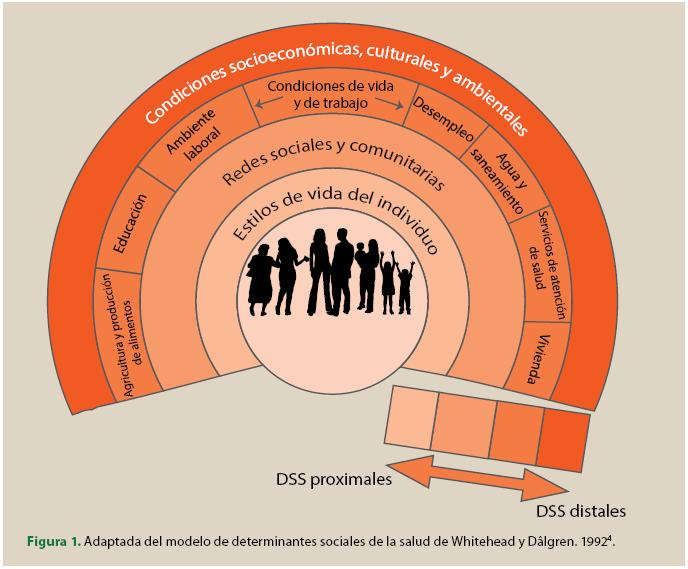 Condiciones socioeconómicas, culturales y ambientales
Condiciones de vida
y de trabajo
Ambiente
laboral
Desempleo
Agua y
saneamiento
Educación
Servicios de atención
de salud
Agricultura y producción
de alimentos
Vivienda
Redes sociales y comunitarias
Estilos de vida del individuo
DSS proximales
DSS distales
Figura 1. Adaptada del modelo de determinantes sociales de la salud de Whitehead y Dâlgren. 1992⁴.